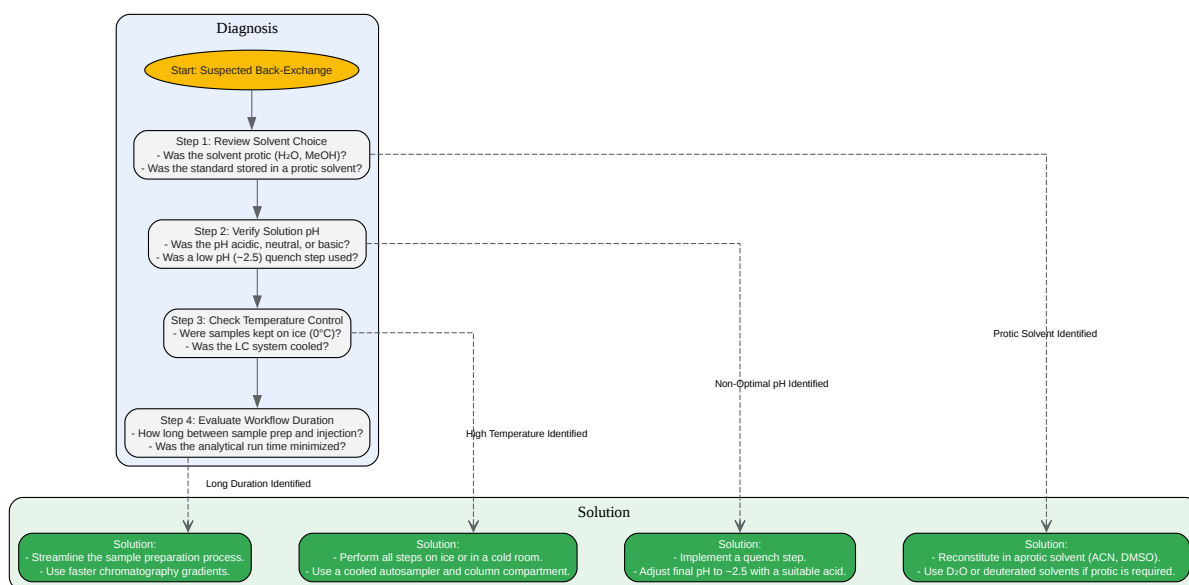 Diagnosis
Start: Suspected Back-Exchange
Step 1: Review Solvent Choice
- Was the solvent protic (H₂O, MeOH)?
- Was the standard stored in a protic solvent?
Step 2: Verify Solution pH
- Was the pH acidic, neutral, or basic?
- Was a low pH (~2.5) quench step used?
Step 3: Check Temperature Control
- Were samples kept on ice (0°C)?
- Was the LC system cooled?
Protic Solvent Identified
Non-Optimal pH Identified
Step 4: Evaluate Workflow Duration
- How long between sample prep and injection?
- Was the analytical run time minimized?
High Temperature Identified
Long Duration Identified
Solution
Solution:
- Streamline the sample preparation process.
- Use faster chromatography gradients.
Solution:
- Perform all steps on ice or in a cold room.
- Use a cooled autosampler and column compartment.
Solution:
- Implement a quench step.
- Adjust final pH to ~2.5 with a suitable acid.
Solution:
- Reconstitute in aprotic solvent (ACN, DMSO).
- Use D₂O or deuterated solvents if protic is required.